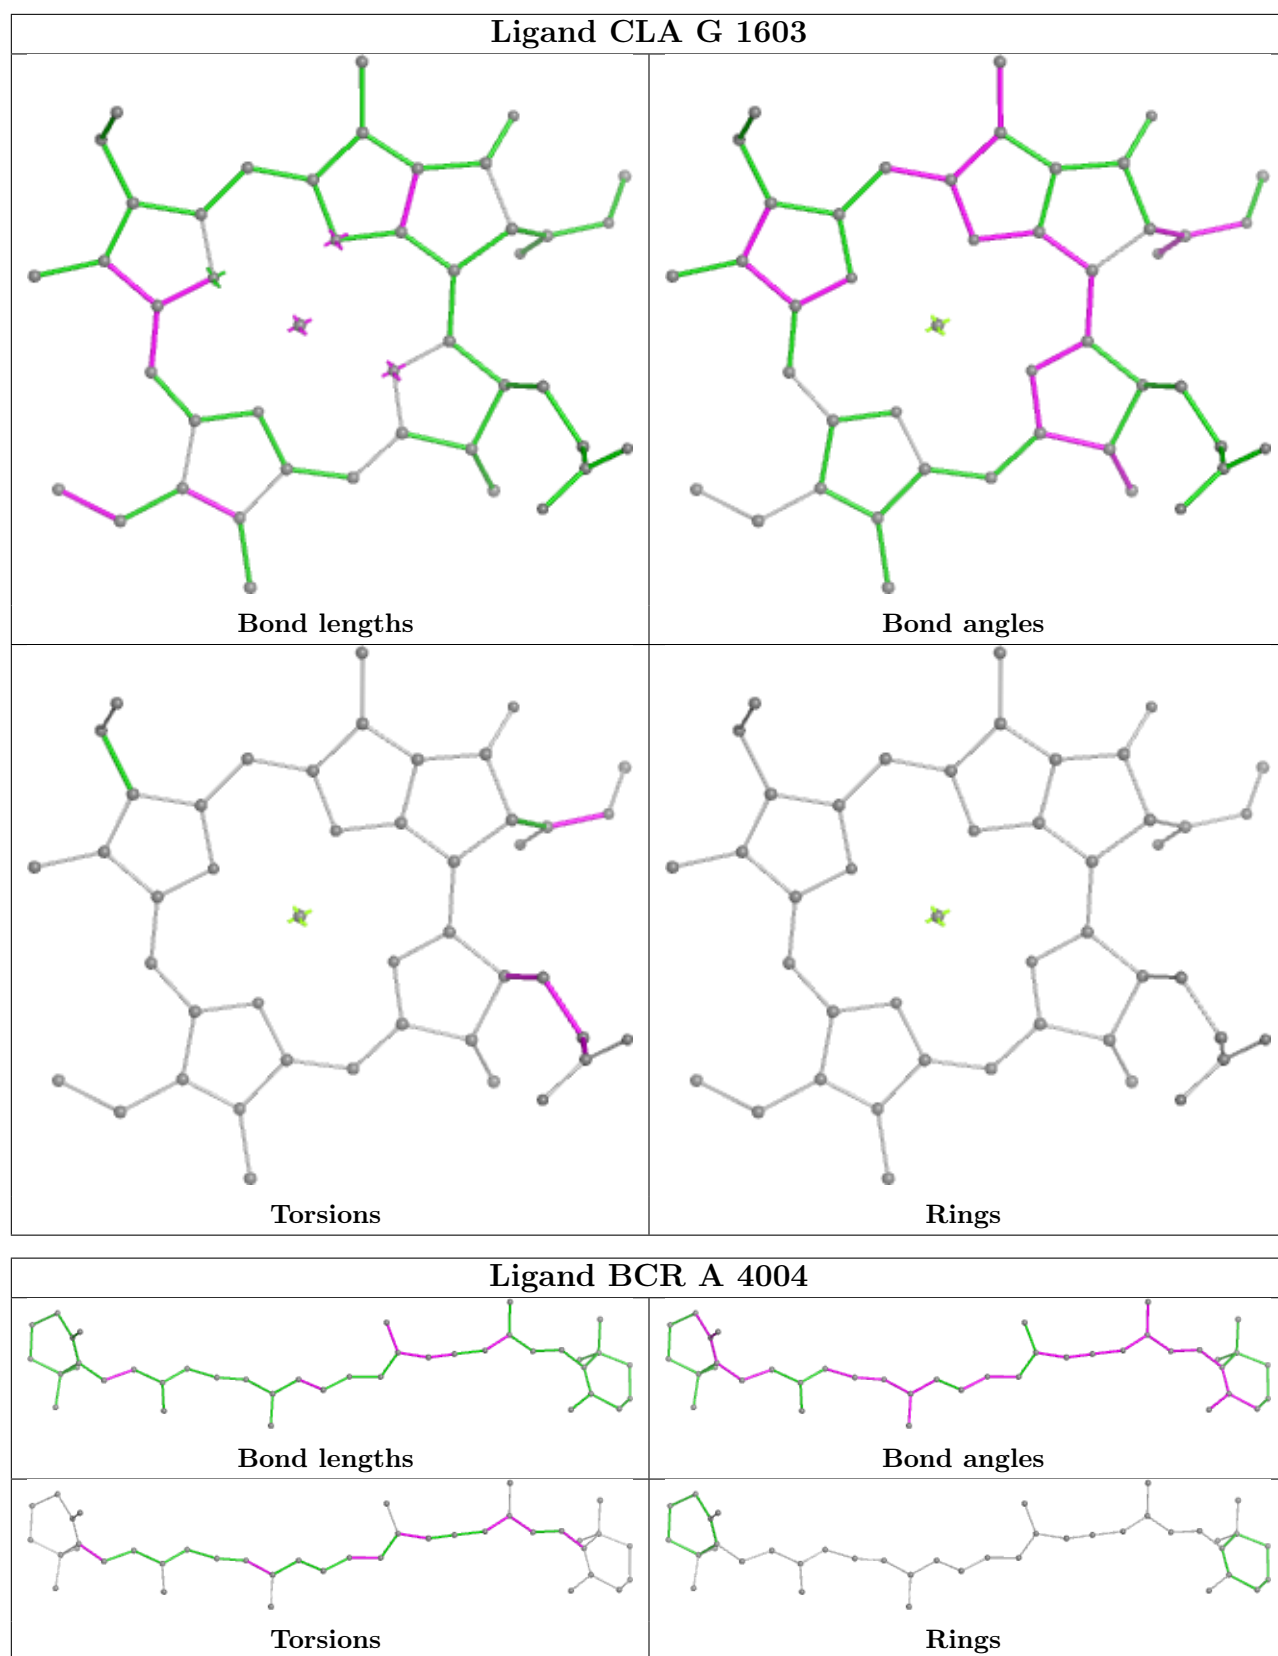 Ligand CLA G 1603
Bond lengths
Bond angles
Torsions
Rings
Ligand BCR A 4004
Bond lengths
Bond angles
Torsions
Rings